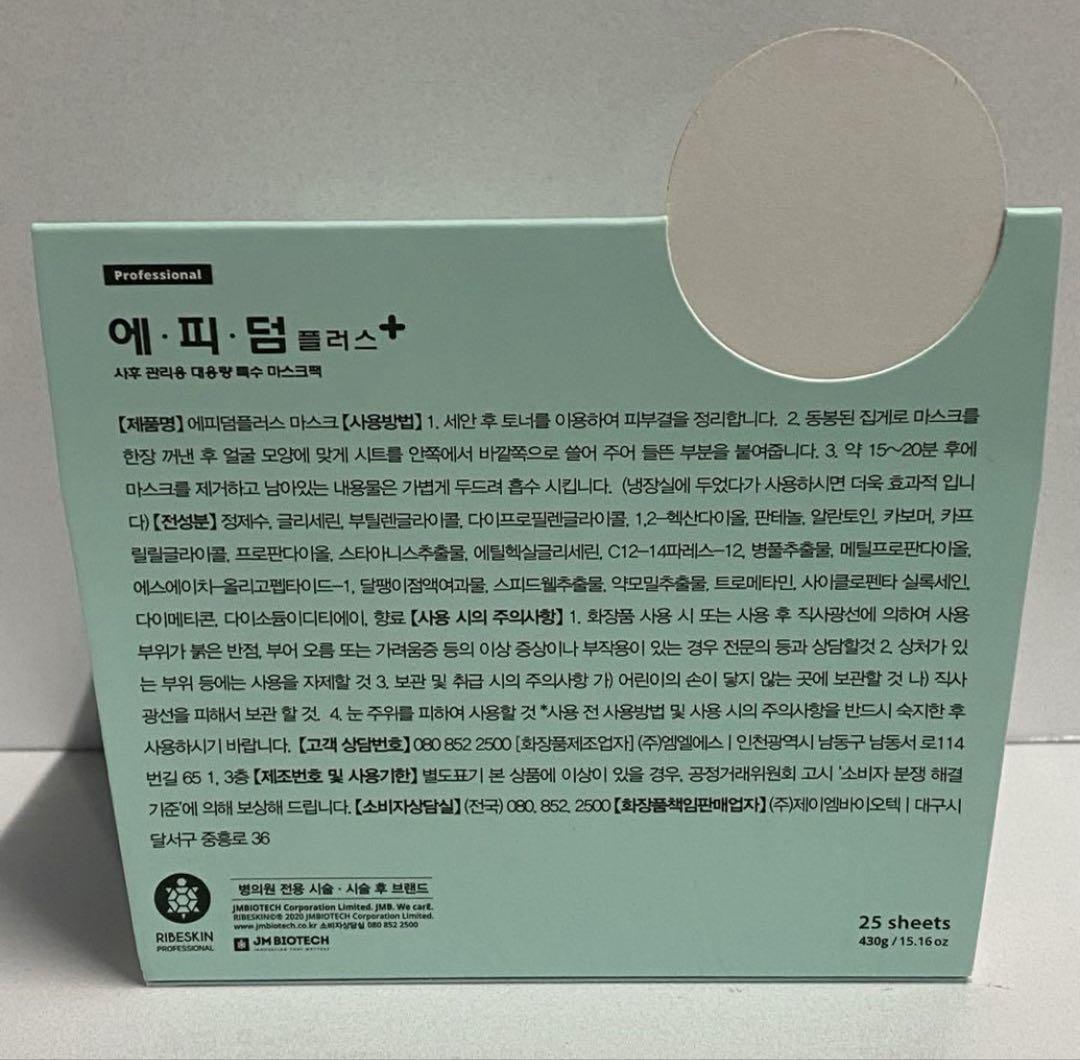 Professional
에·피·덤 플러스+
사후 관리용 대용량 특수 마스크팩
【제품명】 에피덤플러스 마스크 【사용방법】 1. 세안 후 토너를 이용하여 피부결을 정리합니다. 2. 동봉된 집게로 마스크를
한장 꺼낸 후 얼굴 모양에 맞게 시트를 안쪽에서 바깥쪽으로 쓸어 주어 들뜬 부분을 붙여줍니다. 3. 약 15~20분 후에
마스크를 제거하고 남아있는 내용물은 가볍게 두드려 흡수 시킵니다. (냉장실에 두었다가 사용하시면 더욱 효과적 입니
다) 【전성분】 정제수, 글리세린, 부틸렌글라이콜, 다이프로필렌글라이콜, 1,2-헥산다이올, 판테놀, 알란토인, 카보머, 카프
릴릴글라이콜, 프로판다이올, 스타아니스추출물, 에틸헥실글리세린, C12-14파레스-12, 병풀추출물, 메틸프로판다이올,
에스에이치-올리고펩타이드-1, 달팽이점액여과물, 스피드웰추출물, 약모밀추출물, 트로메타민, 사이클로펜타 실록세인,
다이메티콘, 다이소듐이디티에이, 향료 【사용 시의 주의사항】 1. 화장품 사용 시 또는 사용 후 직사광선에 의하여 사용
부위가 붉은 반점, 부어 오름 또는 가려움증 등의 이상 증상이나 부작용이 있는 경우 전문의 등과 상담할것 2. 상처가 있
는 부위 등에는 사용을 자제할 것 3. 보관 및 취급 시의 주의사항 가) 어린이의 손이 닿지 않는 곳에 보관할 것 나) 직사
광선을 피해서 보관 할 것. 4. 눈 주위를 피하여 사용할 것 *사용 전 사용방법 및 사용 시의 주의사항을 반드시 숙지한 후
사용하시기 바랍니다. 【고객 상담번호】 080 852 2500 [화장품제조업자] (주)엠엘에스 | 인천광역시 남동구 남동서 로114
번길 65 1, 3층 【제조번호 및 사용기한】 별도표기 본 상품에 이상이 있을 경우, 공정거래위원회 고시 '소비자 분쟁 해결
기준'에 의해 보상해 드립니다. 【소비자상담실】 (전국) 080. 852. 2500 【화장품책임판매업자】 (주)제이엠바이오텍 | 대구시
달서구 중흥로 36
병의원 전용 시술·시술 후 브랜드
JMBIOTECH Corporation Limited. JMB. We carE.
RIBESKIN©® 2020 JMBIOTECH Corporation Limited.
www.jmbiotech.co.kr 소비자상담실 080 852 2500
RIBESKIN
PROFESSIONAL
JM BIOTECH
25 sheets
430g / 15.16 oz